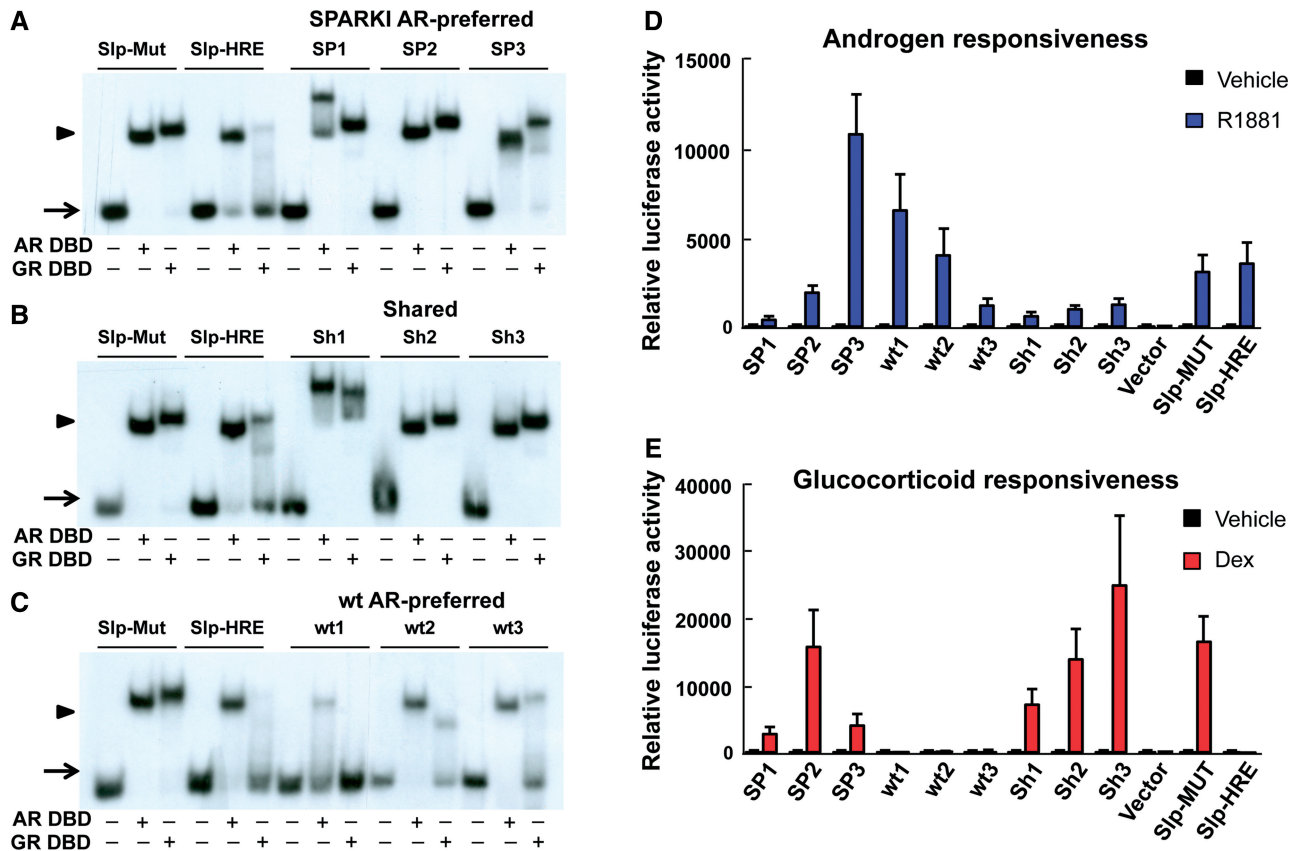 A
SPARKI AR-preferred
Slp-Mut Slp-HRE SP1 SP2 SP3
AR DBD – + – – + – – + – – + – – + –
GR DBD – – + – – + – – + – – + – – +
B
Shared
Slp-Mut Slp-HRE Sh1 Sh2 Sh3
AR DBD – + – – + – – + – – + – – + –
GR DBD – – + – – + – – + – – + – – +
C
wt AR-preferred
Slp-Mut Slp-HRE wt1 wt2 wt3
AR DBD – + – – + – – + – – + – – + –
GR DBD – – + – – + – – + – – + – – +
D
Androgen responsiveness
Relative luciferase activity
15000
10000
5000
0
Vehicle
R1881
SP1 SP2 SP3 wt1 wt2 wt3 Sh1 Sh2 Sh3 Vector Slp-MUT Slp-HRE
E
Glucocorticoid responsiveness
Relative luciferase activity
40000
30000
20000
10000
0
Vehicle
Dex
SP1 SP2 SP3 wt1 wt2 wt3 Sh1 Sh2 Sh3 Vector Slp-MUT Slp-HRE